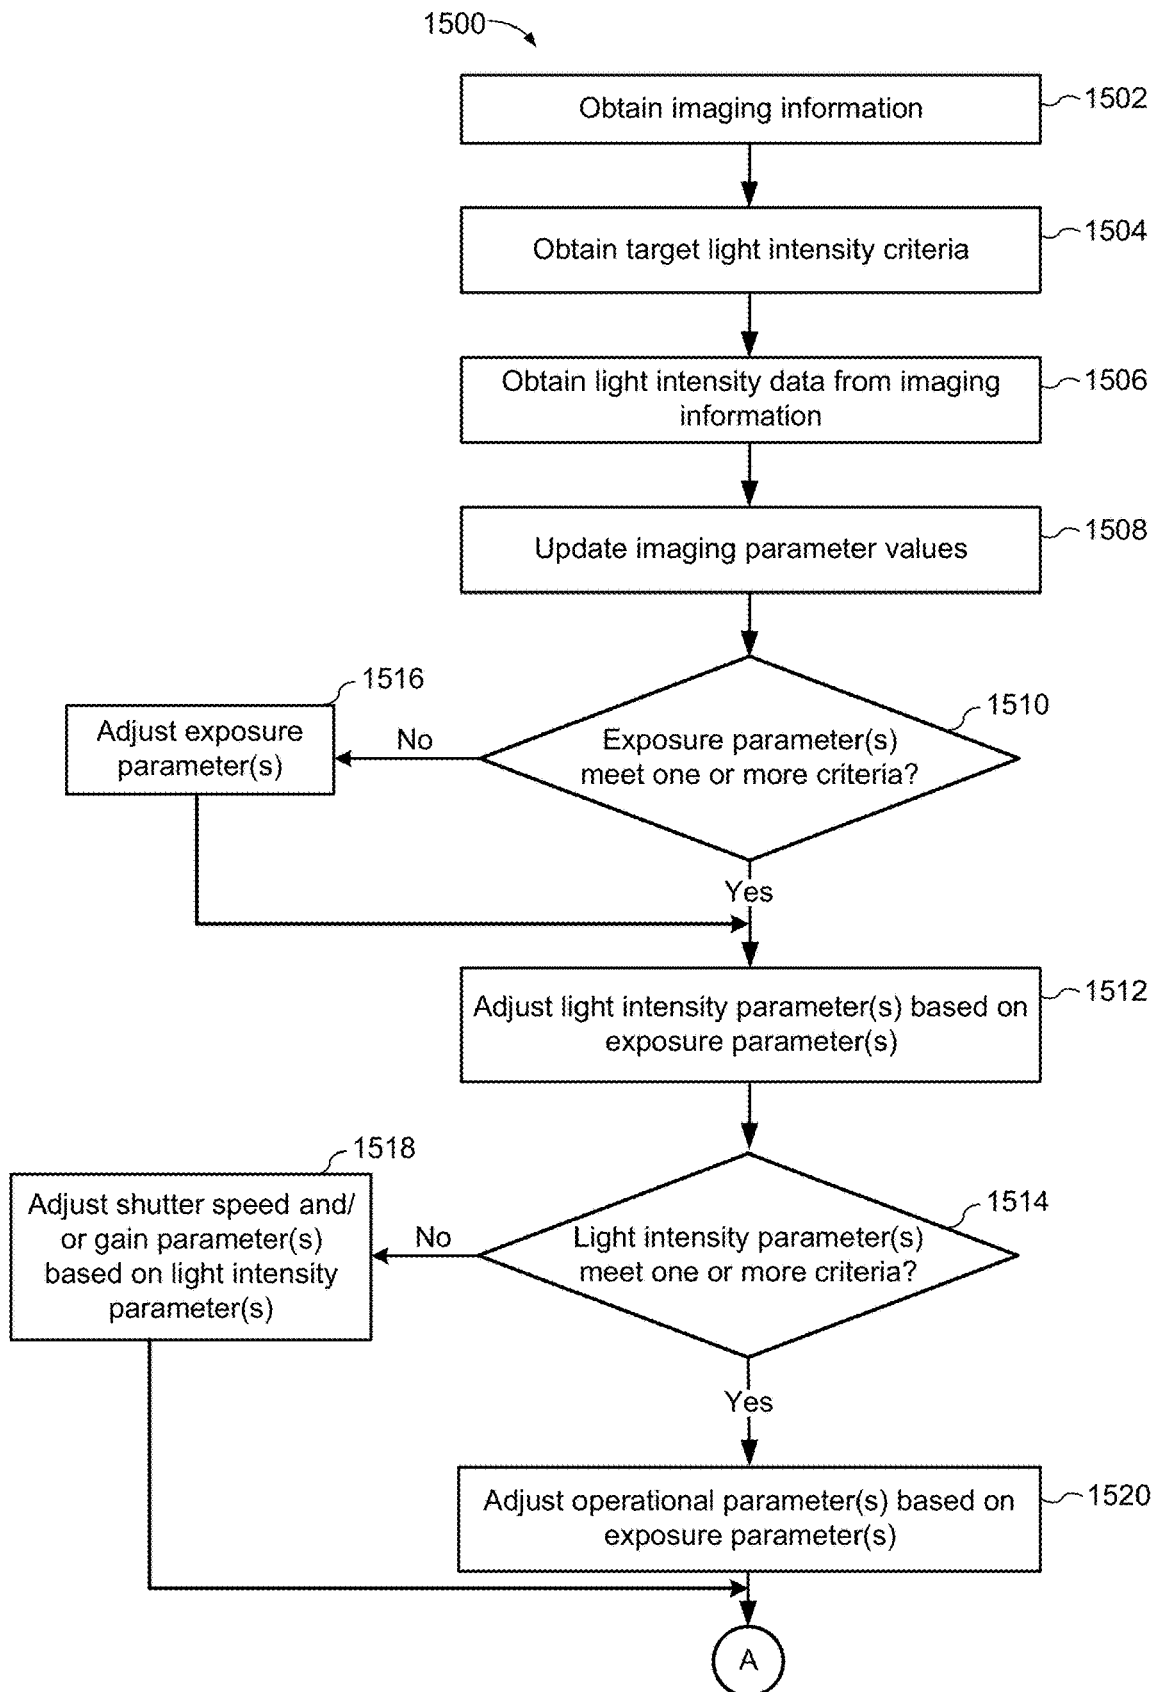 1500
Obtain imaging information
1502
Obtain target light intensity criteria
1504
Obtain light intensity data from imaging
information
1506
Update imaging parameter values
1508
1516
Adjust exposure
parameter(s)
No
Exposure parameter(s)
meet one or more criteria?
1510
Yes
Adjust light intensity parameter(s) based on
exposure parameter(s)
1512
1518
Adjust shutter speed and/
or gain parameter(s)
based on light intensity
parameter(s)
No
Light intensity parameter(s)
meet one or more criteria?
1514
Yes
Adjust operational parameter(s) based on
exposure parameter(s)
1520
A